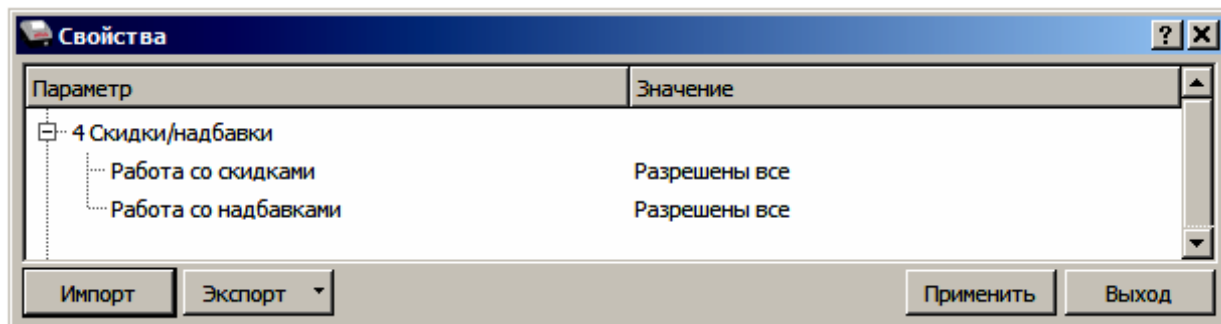 Свойства
Параметр Значение
4 Скидки/надбавки
Работа со скидками Разрешены все
Работа со надбавками Разрешены все
Импорт Экспорт Применить Выход